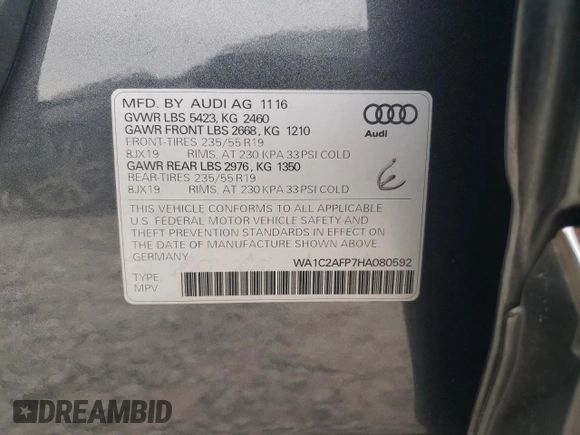 MFD. BY AUDI AG 11 16
GVWR LBS 5423, KG 2460
GAWR FRONT LBS 2668, KG 1210
FRONT-TIRES 235/55 R19
8JX19 RIMS, AT 230 KPA 33 PSI COLD
GAWR REAR LBS 2976, KG 1350
REAR-TIRES 235/55 R19
8JX19 RIMS, AT 230 KPA 33 PSI COLD
Audi
THIS VEHICLE CONFORMS TO ALL APPLICABLE
U.S. FEDERAL MOTOR VEHICLE SAFETY AND
THEFT PREVENTION STANDARDS IN EFFECT ON
THE DATE OF MANUFACTURE SHOWN ABOVE.
GERMANY
WA1C2AFP7HA080592
TYPE:
MPV
DREAMBID